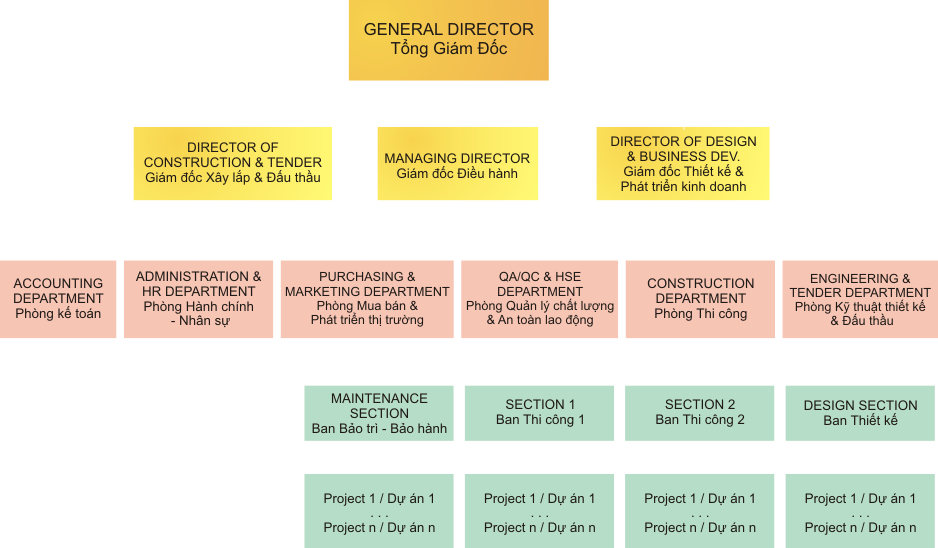 GENERAL DIRECTOR
Tổng Giám Đốc
DIRECTOR OF
CONSTRUCTION & TENDER
Giám đốc Xây lắp & Đấu thầu
MANAGING DIRECTOR
Giám đốc Điều hành
DIRECTOR OF DESIGN
& BUSINESS DEV.
Giám đốc Thiết kế &
Phát triển kinh doanh
ACCOUNTING
DEPARTMENT
Phòng kế toán
ADMINISTRATION &
HR DEPARTMENT
Phòng Hành chính
- Nhân sự
PURCHASING &
MARKETING DEPARTMENT
Phòng Mua bán &
Phát triển thị trường
QA/QC & HSE
DEPARTMENT
Phòng Quản lý chất lượng
& An toàn lao động
CONSTRUCTION
DEPARTMENT
Phòng Thi công
ENGINEERING &
TENDER DEPARTMENT
Phòng Kỹ thuật thiết kế
& Đấu thầu
MAINTENANCE
SECTION
Ban Bảo trì - Bảo hành
SECTION 1
Ban Thi công 1
SECTION 2
Ban Thi công 2
DESIGN SECTION
Ban Thiết kế
Project 1 / Dự án 1
. . .
Project n / Dự án n
Project 1 / Dự án 1
. . .
Project n / Dự án n
Project 1 / Dự án 1
. . .
Project n / Dự án n
Project 1 / Dự án 1
. . .
Project n / Dự án n